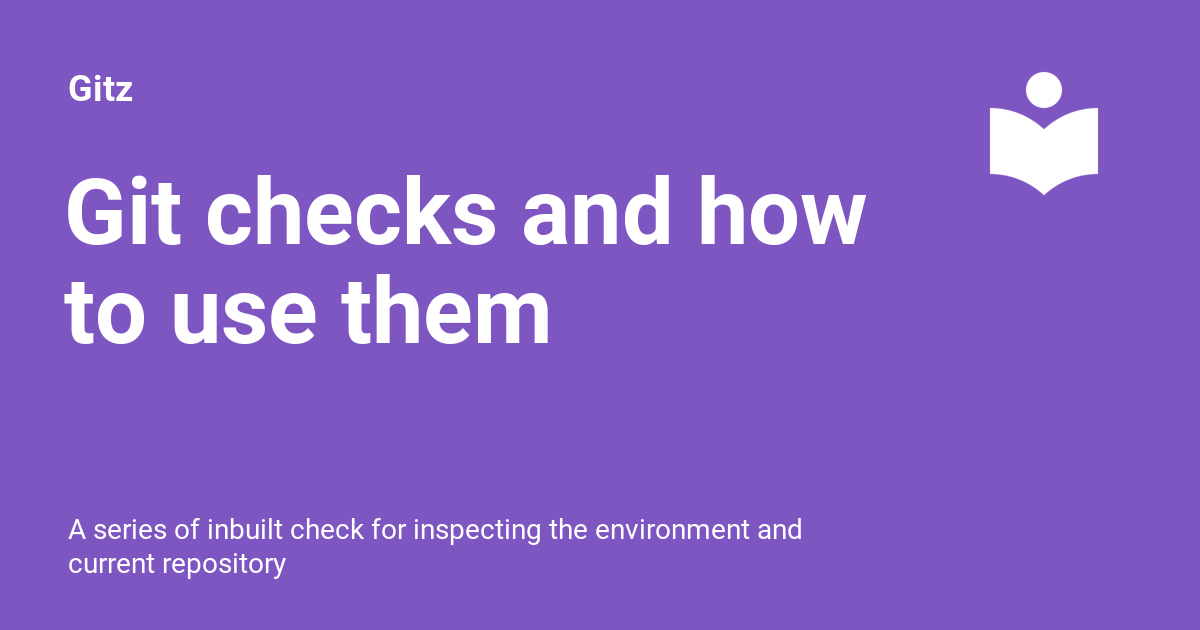 Gitz
Git checks and how
to use them
A series of inbuilt check for inspecting the environment and
current repository